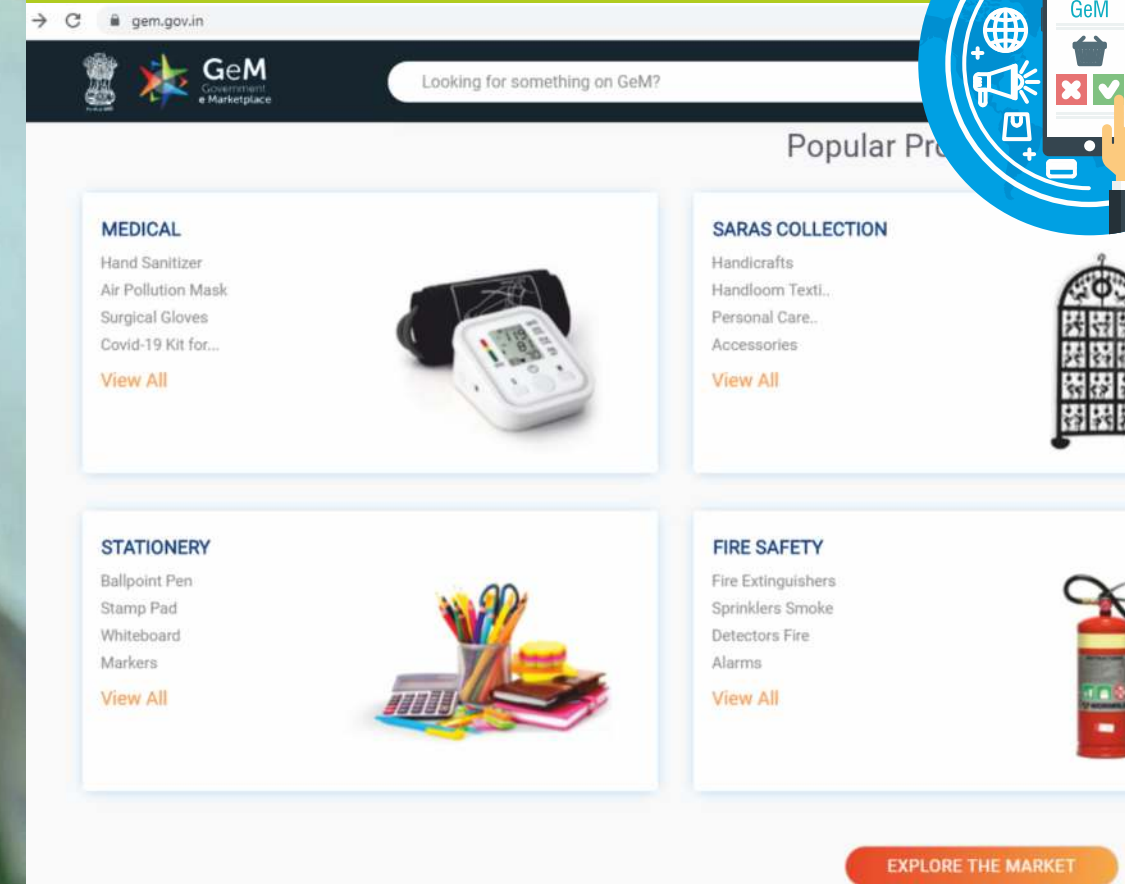 gem.gov.in
GeM
Government
e Marketplace
Looking for something on GeM?
GeM
Popular
MEDICAL
Hand Sanitizer
Air Pollution Mask
Surgical Gloves
Covid-19 Kit for...
View All
SARAS COLLECTION
Handicrafts
Handloom Texti..
Personal Care..
Accessories
View All
STATIONERY
Ballpoint Pen
Stamp Pad
Whiteboard
Markers
View All
FIRE SAFETY
Fire Extinguishers
Sprinklers Smoke
Detectors Fire
Alarms
View All
EXPLORE THE MARKET